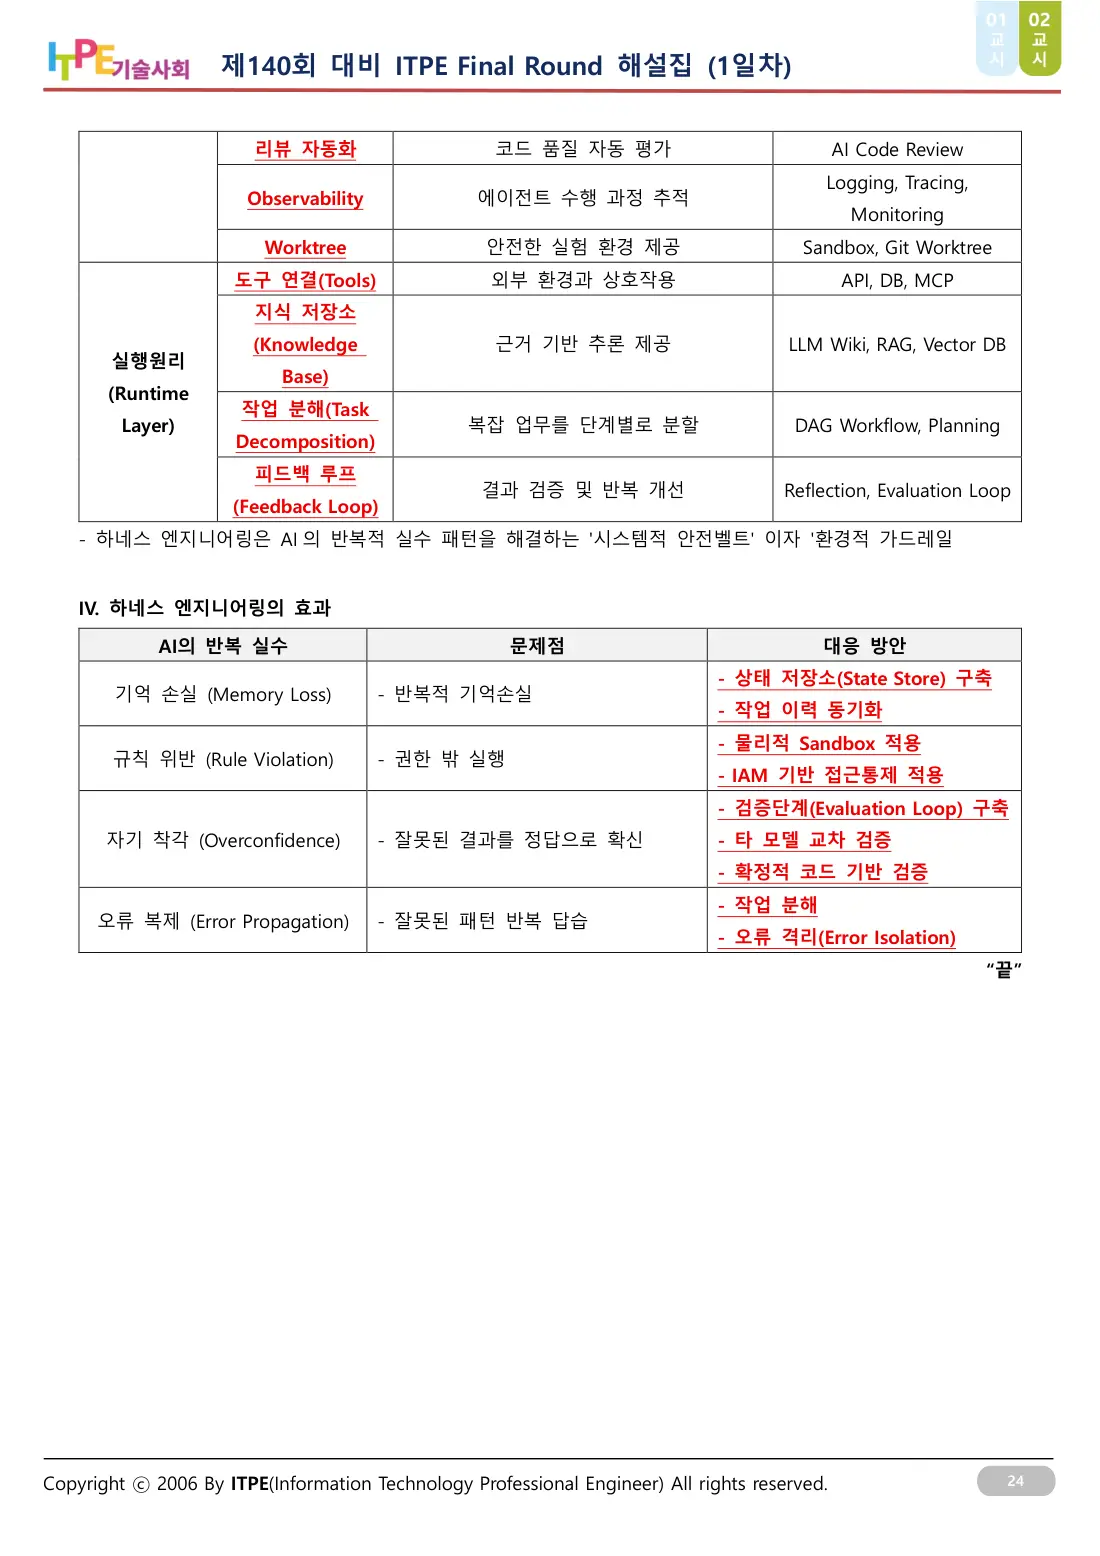 01 교 시
02 교 시
ITPE기술사회 제140회 대비 ITPE Final Round 해설집 (1일차)
리뷰 자동화 코드 품질 자동 평가 AI Code Review
Observability 에이전트 수행 과정 추적 Logging, Tracing, Monitoring
Worktree 안전한 실험 환경 제공 Sandbox, Git Worktree
실행원리 (Runtime Layer)
도구 연결(Tools) 외부 환경과 상호작용 API, DB, MCP
지식 저장소 (Knowledge Base) 근거 기반 추론 제공 LLM Wiki, RAG, Vector DB
작업 분해(Task Decomposition) 복잡 업무를 단계별로 분할 DAG Workflow, Planning
피드백 루프 (Feedback Loop) 결과 검증 및 반복 개선 Reflection, Evaluation Loop
- 하네스 엔지니어링은 AI 의 반복적 실수 패턴을 해결하는 '시스템적 안전벨트' 이자 '환경적 가드레일
IV. 하네스 엔지니어링의 효과
AI의 반복 실수 문제점 대응 방안
기억 손실 (Memory Loss) - 반복적 기억손실
- 상태 저장소(State Store) 구축
- 작업 이력 동기화
규칙 위반 (Rule Violation) - 권한 밖 실행
- 물리적 Sandbox 적용
- IAM 기반 접근통제 적용
자기 착각 (Overconfidence) - 잘못된 결과를 정답으로 확신
- 검증단계(Evaluation Loop) 구축
- 타 모델 교차 검증
- 확정적 코드 기반 검증
오류 복제 (Error Propagation) - 잘못된 패턴 반복 답습
- 작업 분해
- 오류 격리(Error Isolation)
“끝”
Copyright ⓒ 2006 By ITPE(Information Technology Professional Engineer) All rights reserved.
24